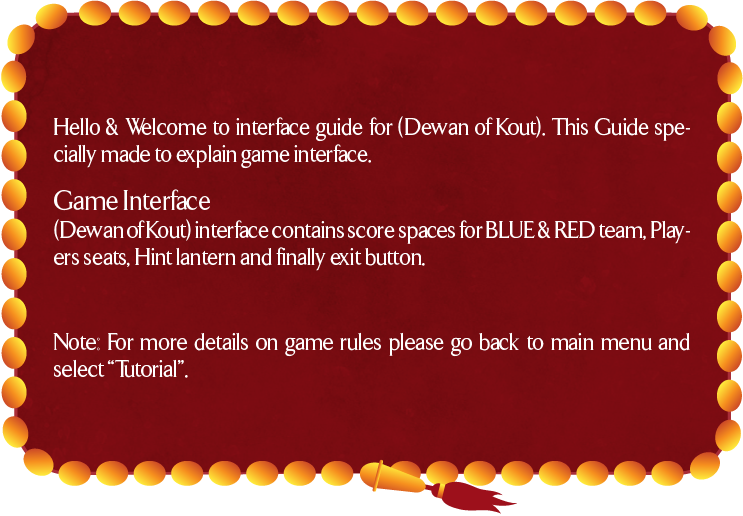 Hello & Welcome to interface guide for (Dewan of Kout). This Guide spe-
cially made to explain game interface.
Game Interface
(Dewan of Kout) interface contains score spaces for BLUE & RED team, Play-
ers seats, Hint lantern and finally exit button.
Note: For more details on game rules please go back to main menu and
select “Tutorial”.